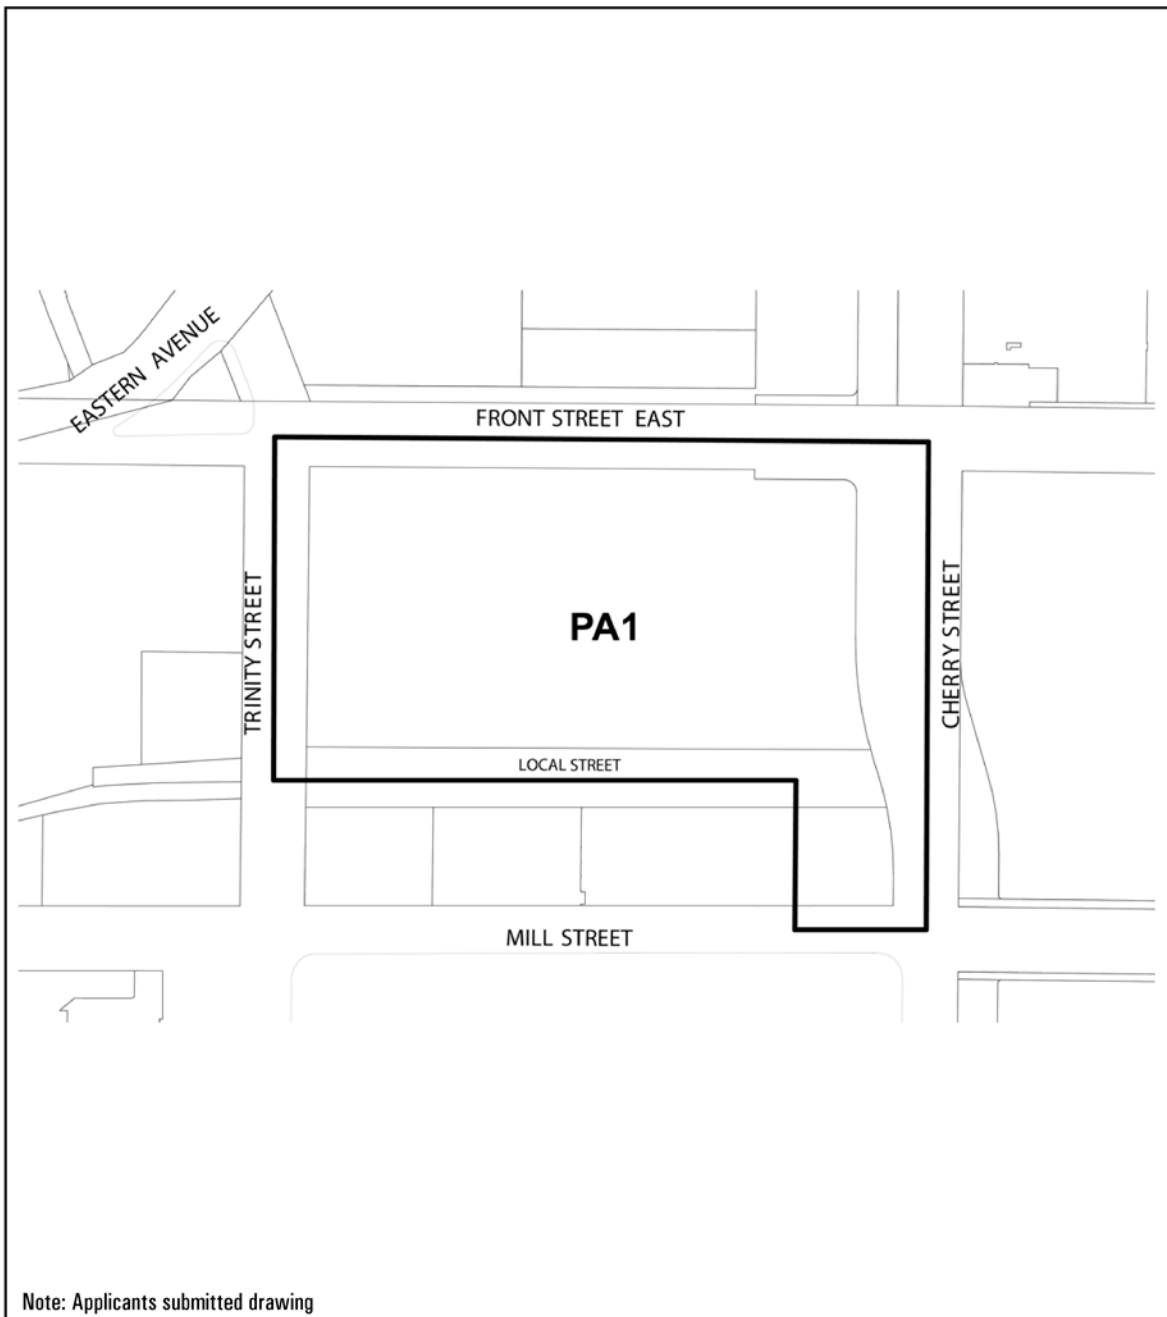 EASTERN AVENUE
FRONT STREET EAST
TRINITY STREET
PA1
CHERRY STREET
LOCAL STREET
MILL STREET
Note: Applicants submitted drawing